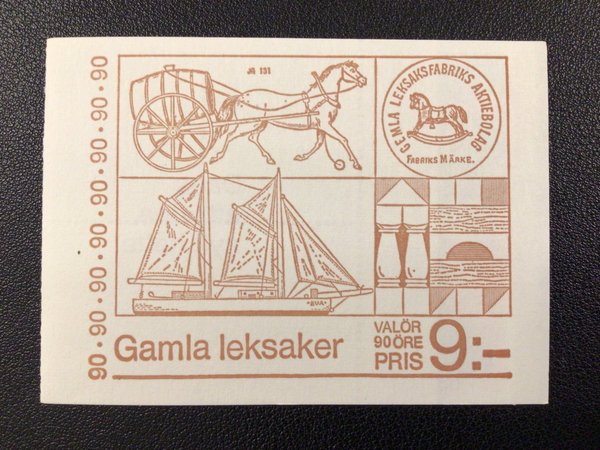 90·90·90·90·90·90·90·90
JA 131
GEMLA LEKSAKSFABRIKS AKTIEBOLAG
FABRIKS MÄRKE.
EVA
Gamla leksaker
VALÖR
90 ÖRE
PRIS
9:-